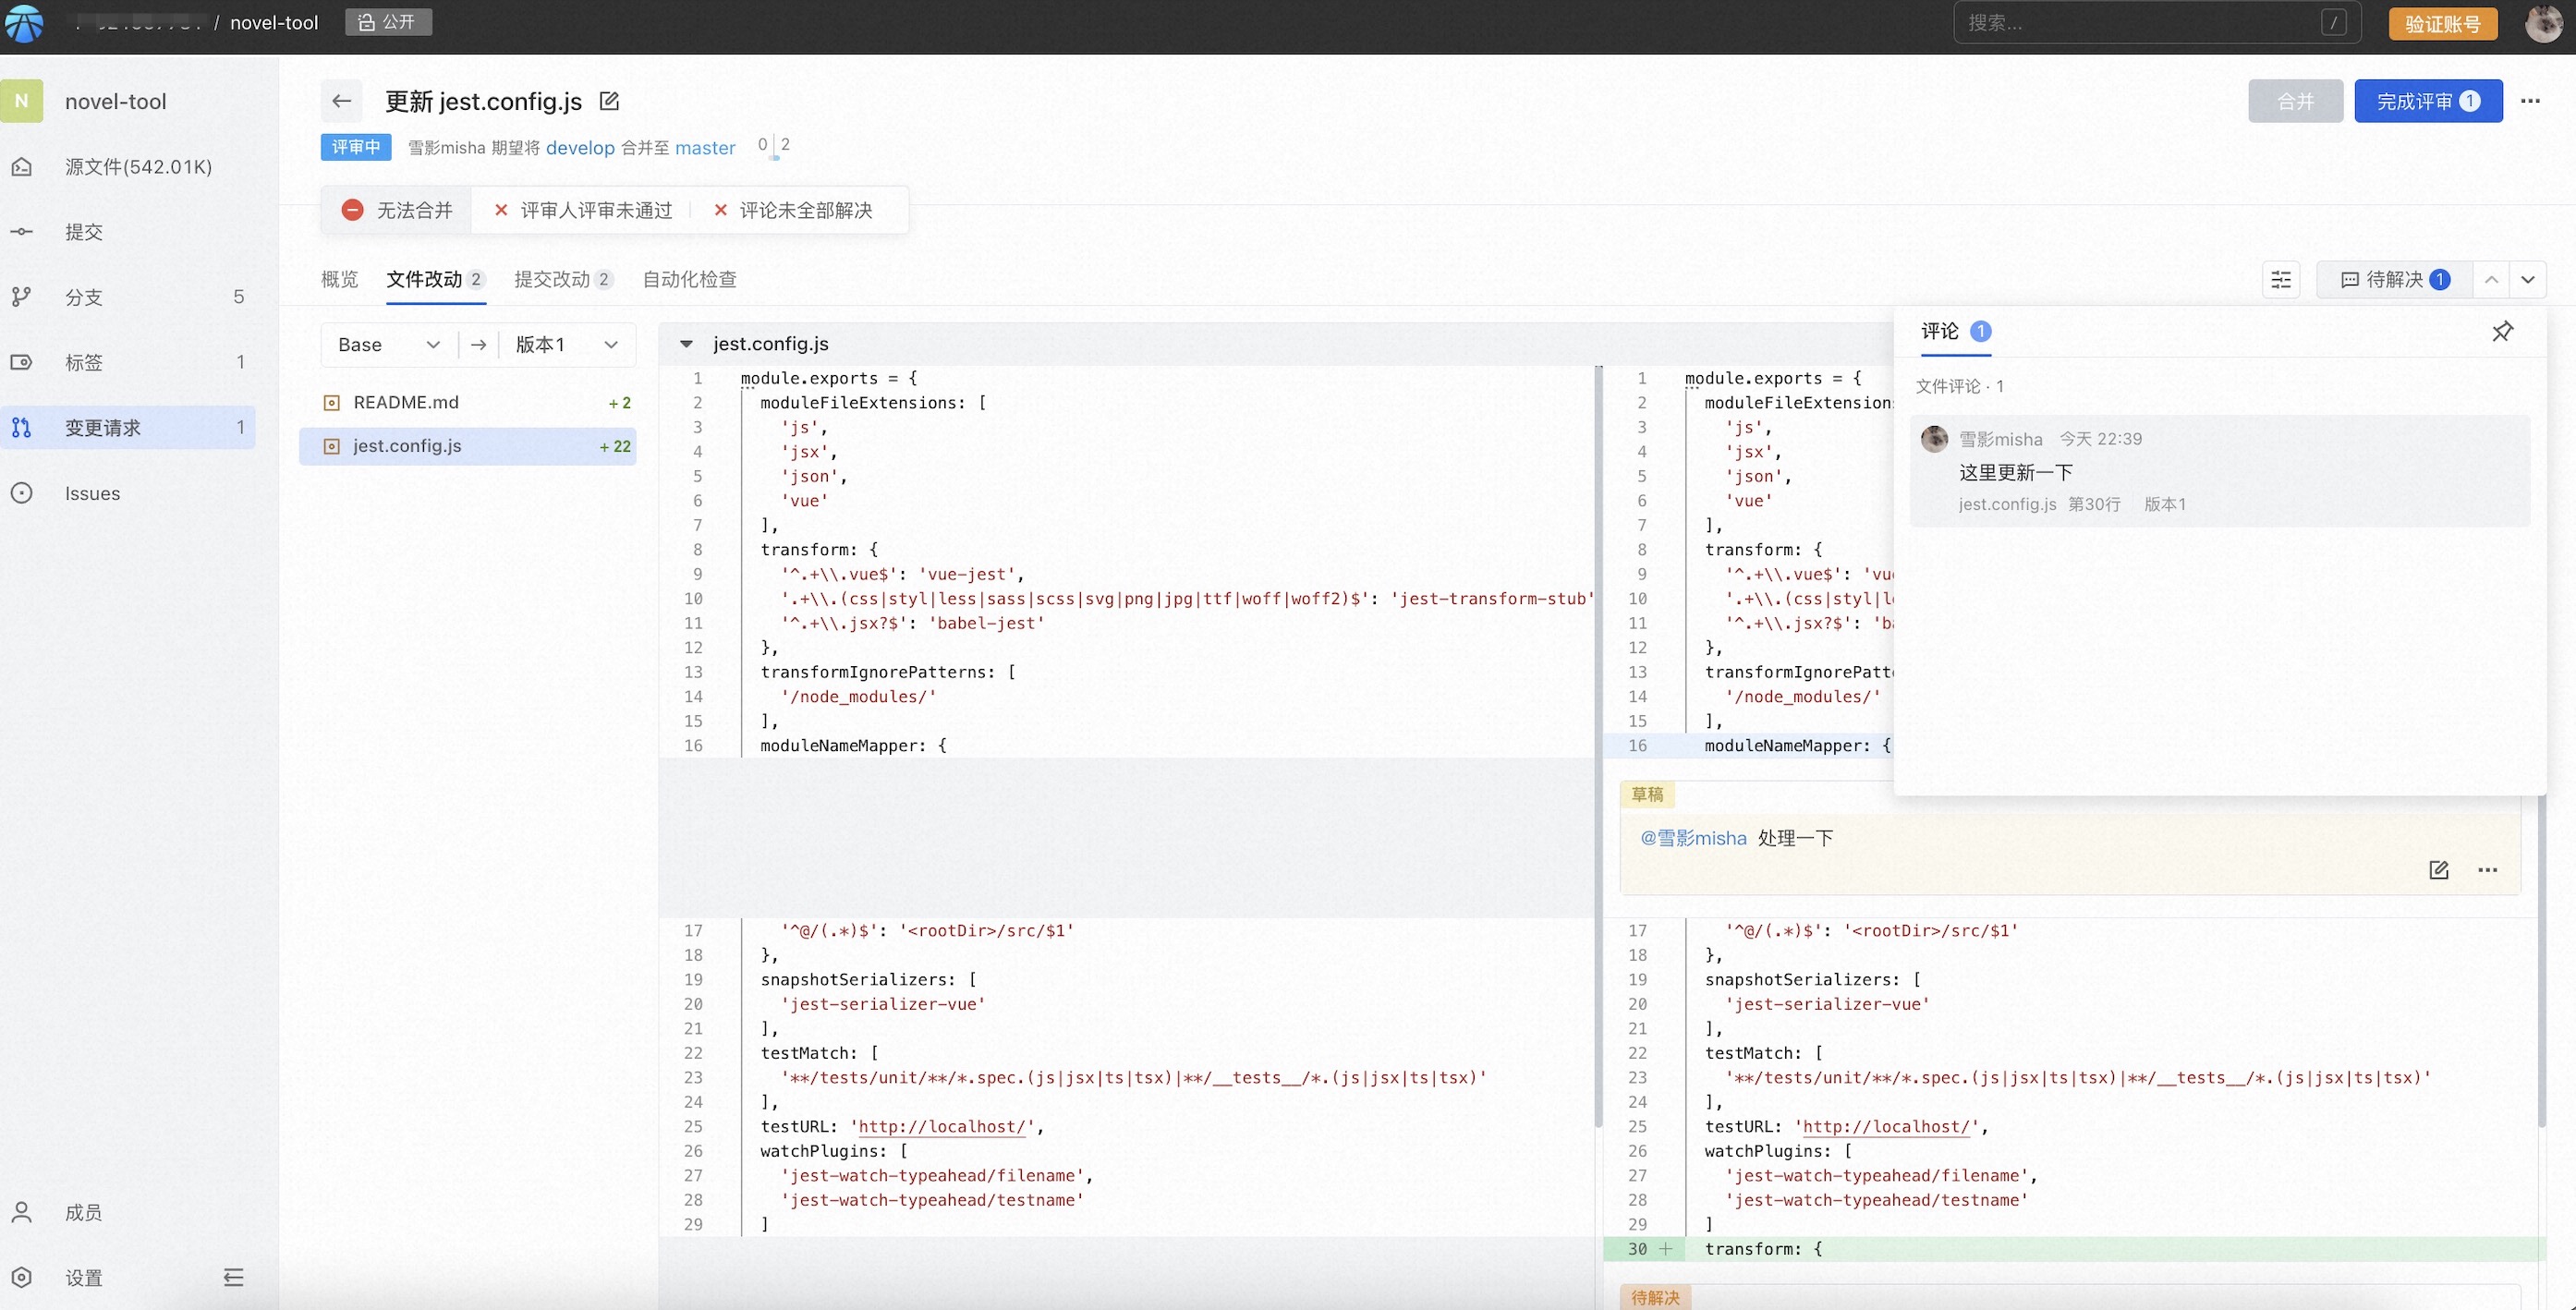 / novel-tool 公开 搜索... / 验证账号
N novel-tool
源文件(542.01K)
提交
分支 5
标签 1
变更请求 1
Issues
成员
设置
更新 jest.config.js
合并 完成评审 1
评审中 雪影misha 期望将 develop 合并至 master 0 2
无法合并 评审人评审未通过 评论未全部解决
概览 文件改动 2 提交改动 2 自动化检查
待解决 1
Base → 版本1
README.md +2
jest.config.js +22
jest.config.js
1 module.exports = {
2 moduleFileExtensions: [
3 'js',
4 'jsx',
5 'json',
6 'vue'
7 ],
8 transform: {
9 '^.+\\.vue$': 'vue-jest',
10 '.+\\.(css|styl|less|sass|scss|svg|png|jpg|ttf|woff|woff2)$': 'jest-transform-stub'
11 '^.+\\.jsx?$': 'babel-jest'
12 },
13 transformIgnorePatterns: [
14 '/node_modules/'
15 ],
16 moduleNameMapper: {
17 '^@/(.*)$': '<rootDir>/src/$1'
18 },
19 snapshotSerializers: [
20 'jest-serializer-vue'
21 ],
22 testMatch: [
23 '**/tests/unit/**/*.spec.(js|jsx|ts|tsx)|**/__tests__/*.(js|jsx|ts|tsx)'
24 ],
25 testURL: 'http://localhost/',
26 watchPlugins: [
27 'jest-watch-typeahead/filename',
28 'jest-watch-typeahead/testname'
29 ]
1 module.exports = {
2 moduleFileExtension
3 'js',
4 'jsx',
5 'json',
6 'vue'
7 ],
8 transform: {
9 '^.+\\.vue$': 'vu
10 '.+\\.(css|styl|l
11 '^.+\\.jsx?$': 'b
12 },
13 transformIgnorePatt
14 '/node_modules/'
15 ],
16 moduleNameMapper: {
草稿
@雪影misha 处理一下
17 '^@/(.*)$': '<rootDir>/src/$1'
18 },
19 snapshotSerializers: [
20 'jest-serializer-vue'
21 ],
22 testMatch: [
23 '**/tests/unit/**/*.spec.(js|jsx|ts|tsx)|**/__tests__/*.(js|jsx|ts|tsx)'
24 ],
25 testURL: 'http://localhost/',
26 watchPlugins: [
27 'jest-watch-typeahead/filename',
28 'jest-watch-typeahead/testname'
29 ]
30 + transform: {
待解决
评论 1
文件评论 · 1
雪影misha 今天 22:39
这里更新一下
jest.config.js 第30行 版本1